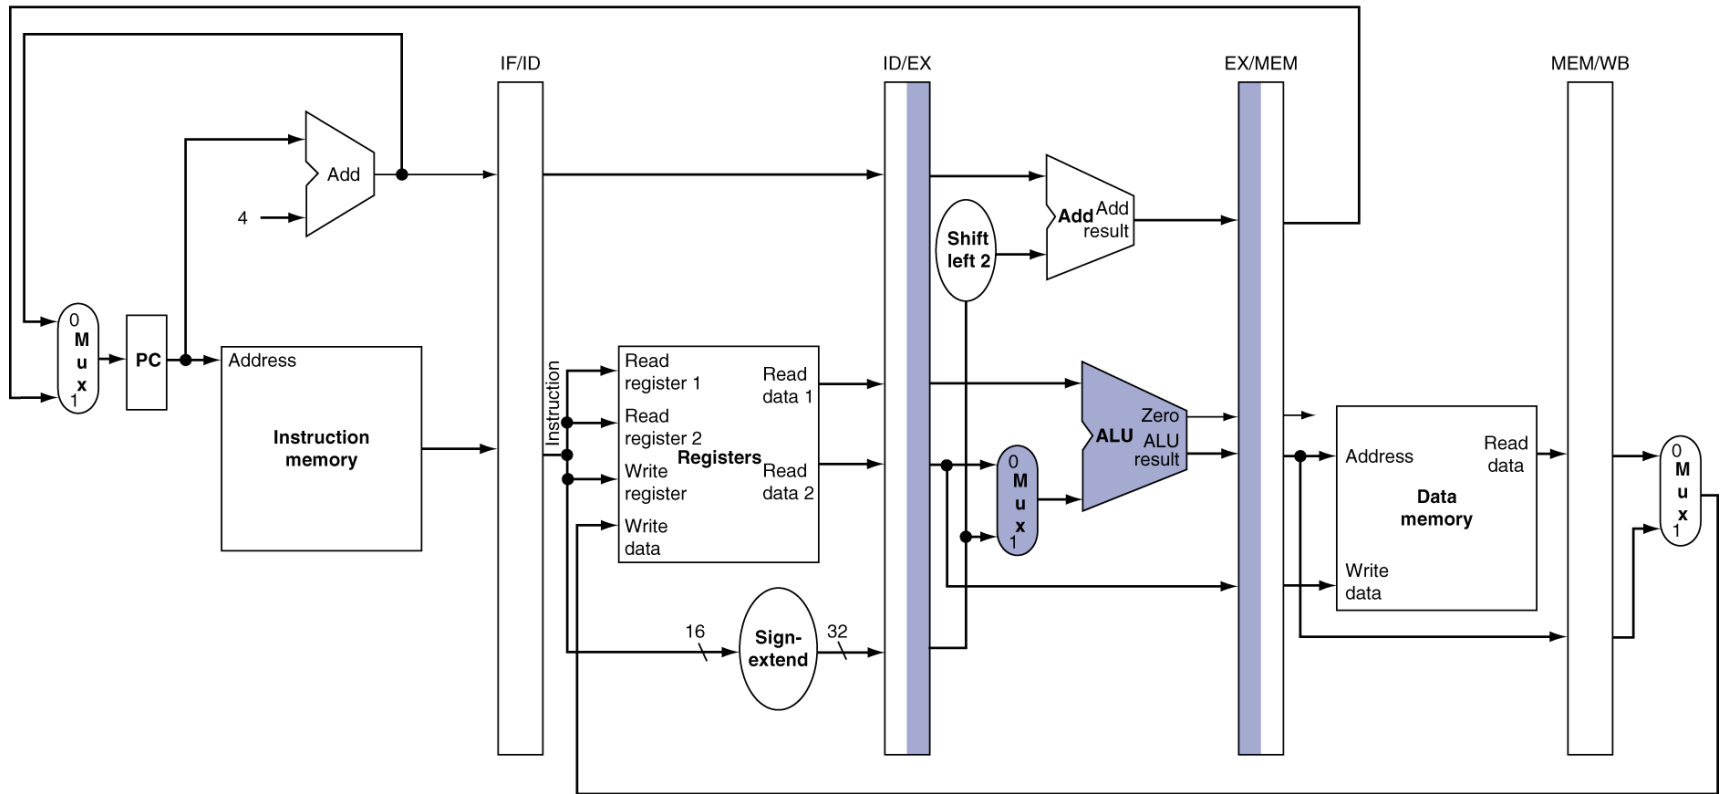 IF/ID
ID/EX
EX/MEM
MEM/WB
Add
4
Add
Add
result
Shift
left 2
0
M
u
x
1
PC
Address
Instruction
memory
Instruction
Read
register 1
Read
register 2
Write
register
Write
data
Registers
Read
data 1
Read
data 2
16
Sign-
extend
32
0
M
u
x
1
Zero
ALU
ALU
result
Address
Read
data
Data
memory
Write
data
0
M
u
x
1